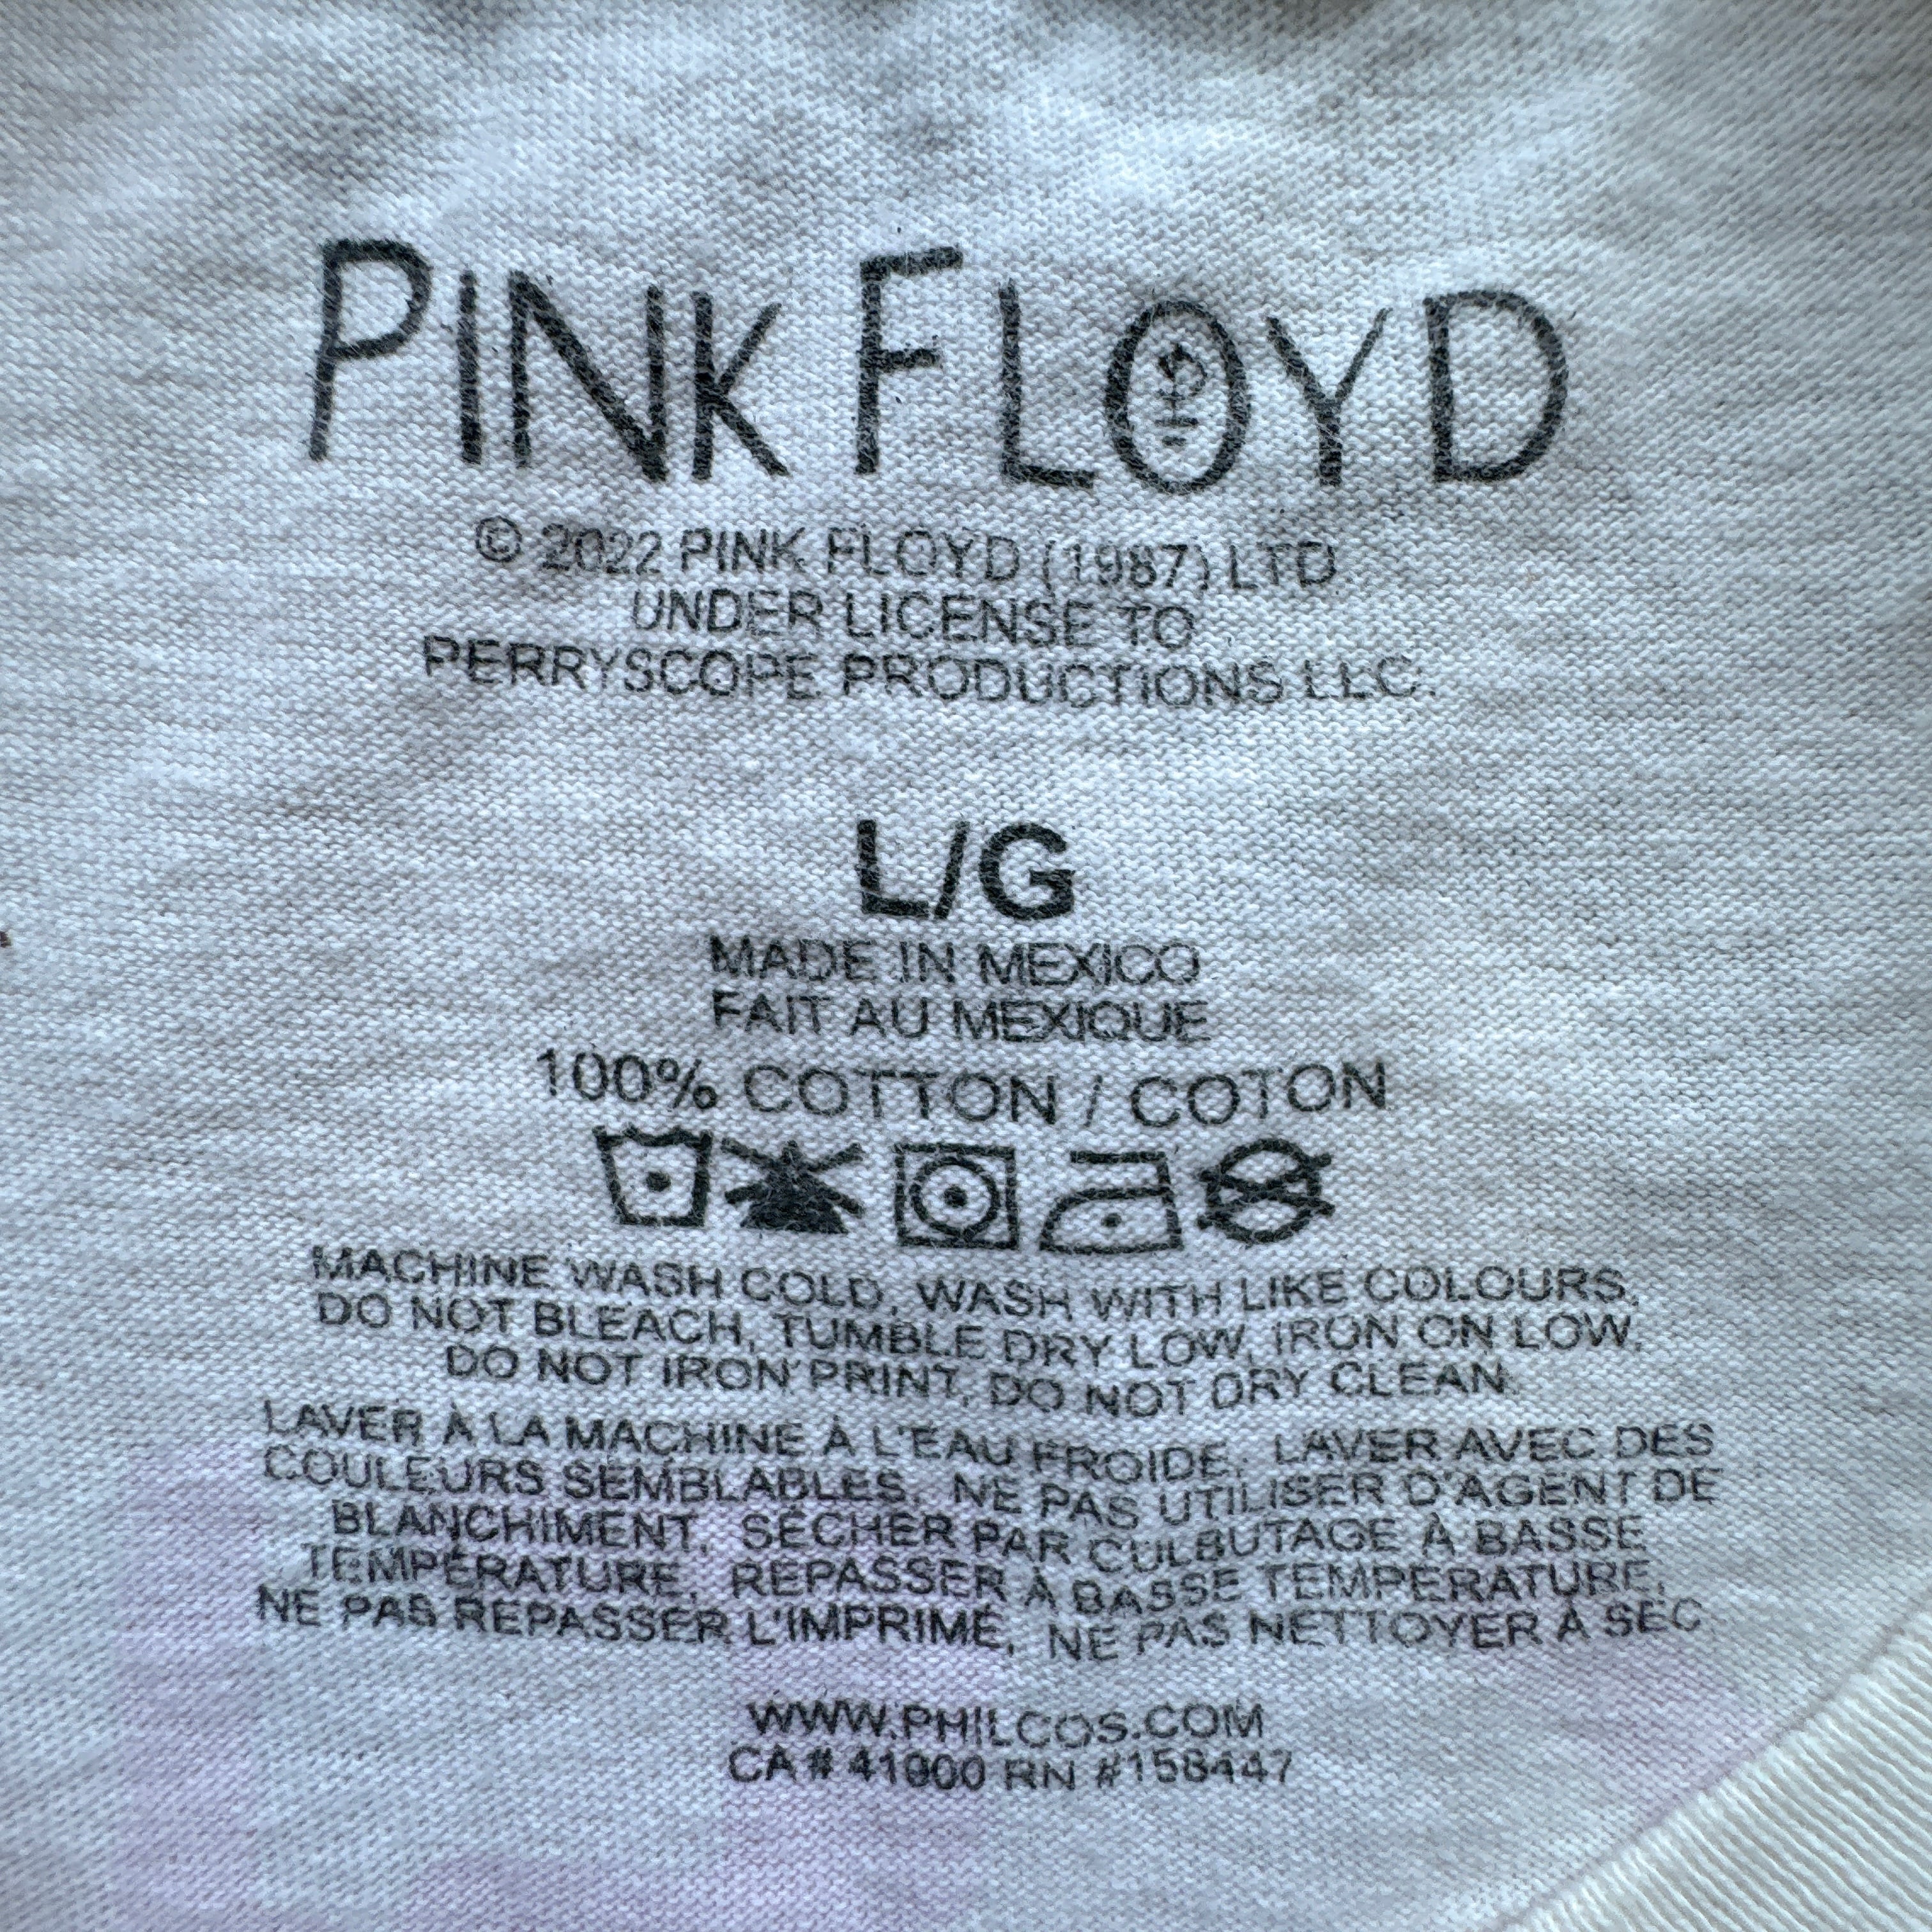 PINK FLOYD
© 2022 PINK FLOYD (1987) LTD.
UNDER LICENSE TO
PERRYSCOPE PRODUCTIONS LLC.
L/G
MADE IN MEXICO
FAIT AU MEXIQUE
100% COTTON / COTON
MACHINE WASH COLD, WASH WITH LIKE COLOURS,
DO NOT BLEACH, TUMBLE DRY LOW, IRON ON LOW,
DO NOT IRON PRINT, DO NOT DRY CLEAN
LAVER À LA MACHINE À L'EAU FROIDE, LAVER AVEC DES
COULEURS SEMBLABLES, NE PAS UTILISER D'AGENT DE
BLANCHIMENT, SÉCHER PAR CULBUTAGE À BASSE
TEMPÉRATURE, REPASSER À BASSE TEMPÉRATURE,
NE PAS REPASSER L'IMPRIMÉ, NE PAS NETTOYER À SEC
WWW.PHILCOS.COM
CA# 41000 RN #158447